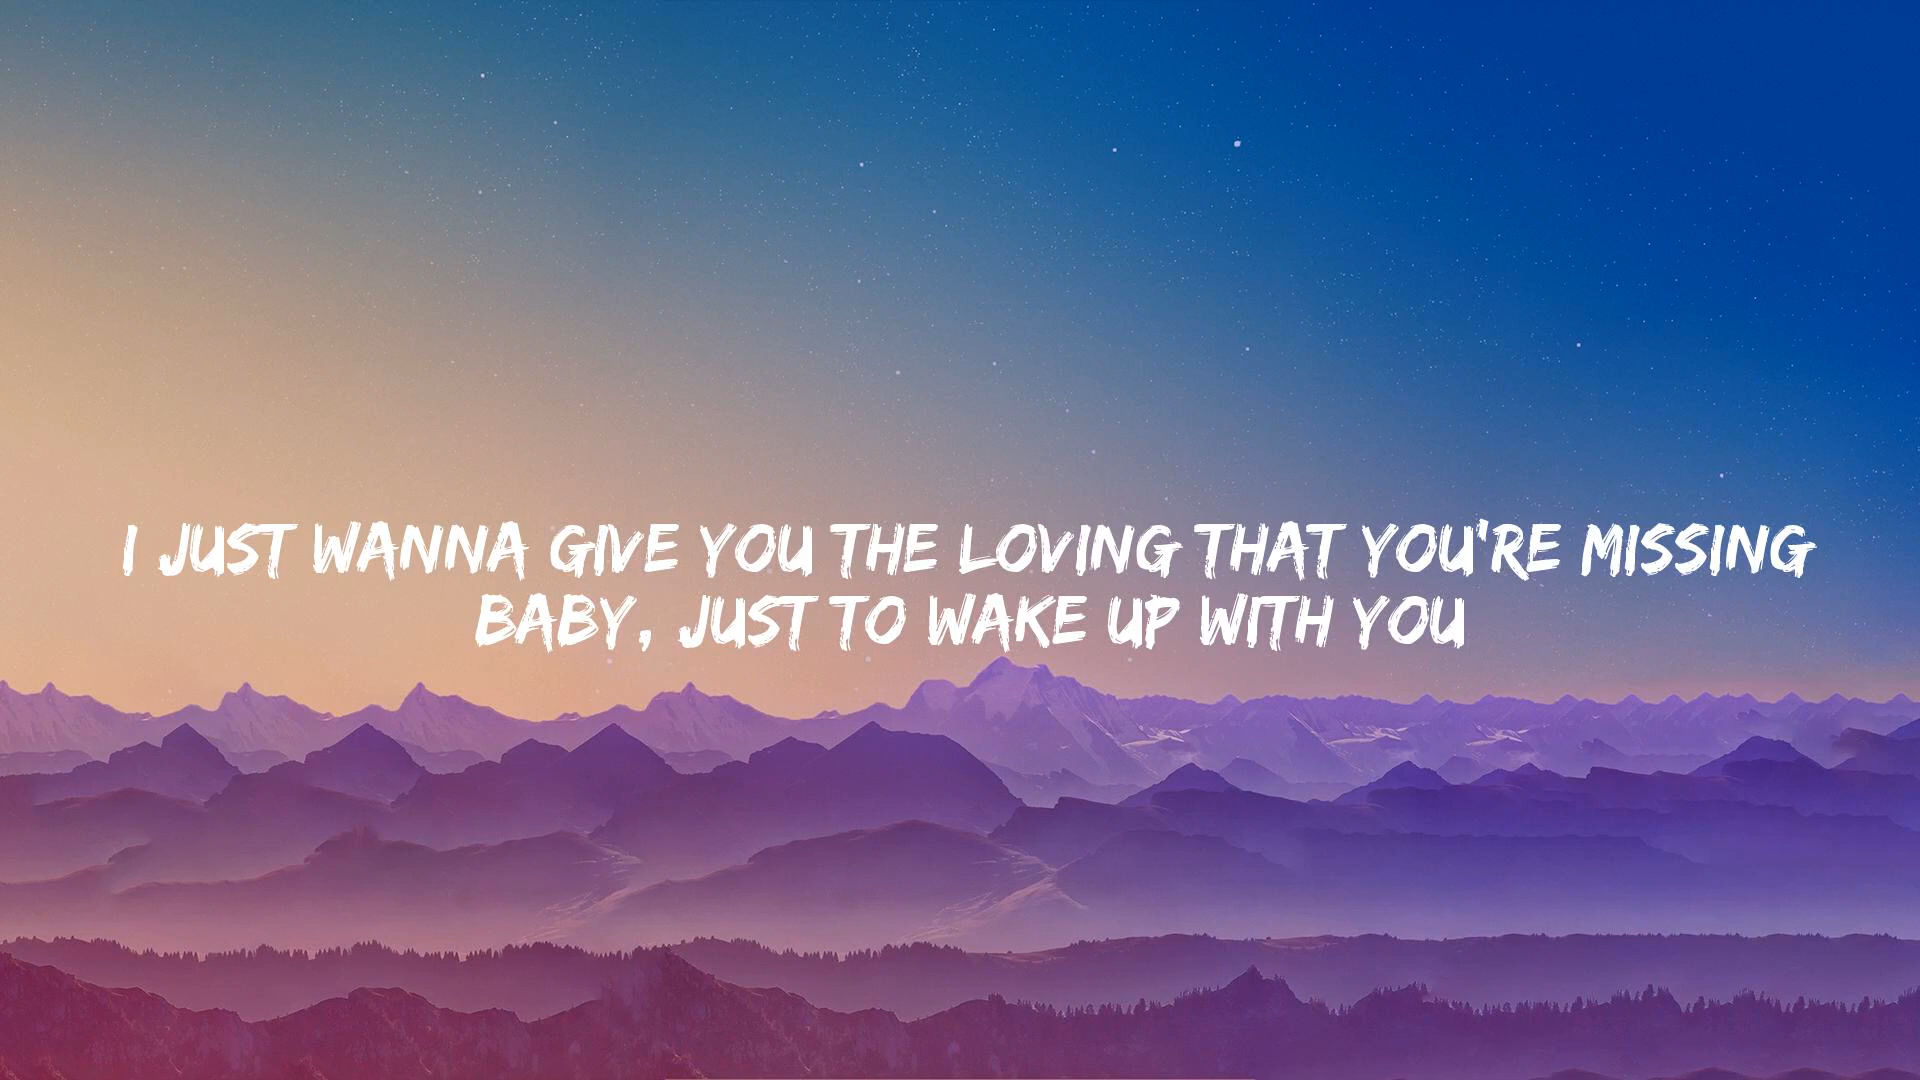 I JUST WANNA GIVE YOU THE LOVING THAT YOU'RE MISSING
BABY, JUST TO WAKE UP WITH YOU